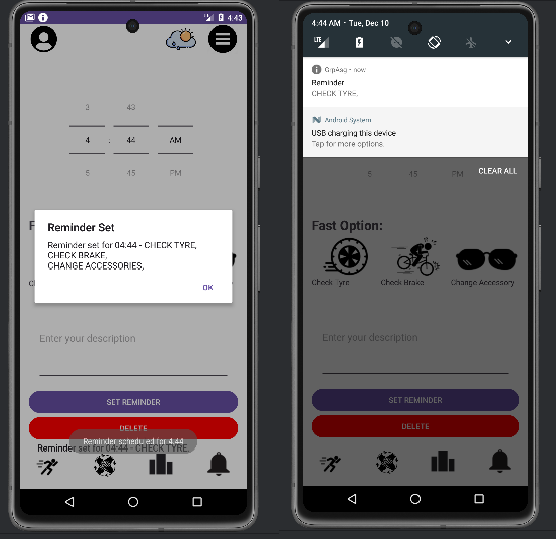 4:43
3 43
4 : 44 AM
5 45 PM
Reminder Set
Reminder set for 04:44 - CHECK TYRE,
CHECK BRAKE,
CHANGE ACCESSORIES,
OK
Enter your description
SET REMINDER
DELETE
Reminder scheduled for 4:44
Reminder set for 04:44 - CHECK TYRE,
4:44 AM • Tue, Dec 10
LTE
GrpAsg • now
Reminder
CHECK TYRE,
Android System
USB charging this device
Tap for more options.
5 45 PM
CLEAR ALL
Fast Option:
Check Tyre Check Brake Change Accessory
Enter your description
SET REMINDER
DELETE